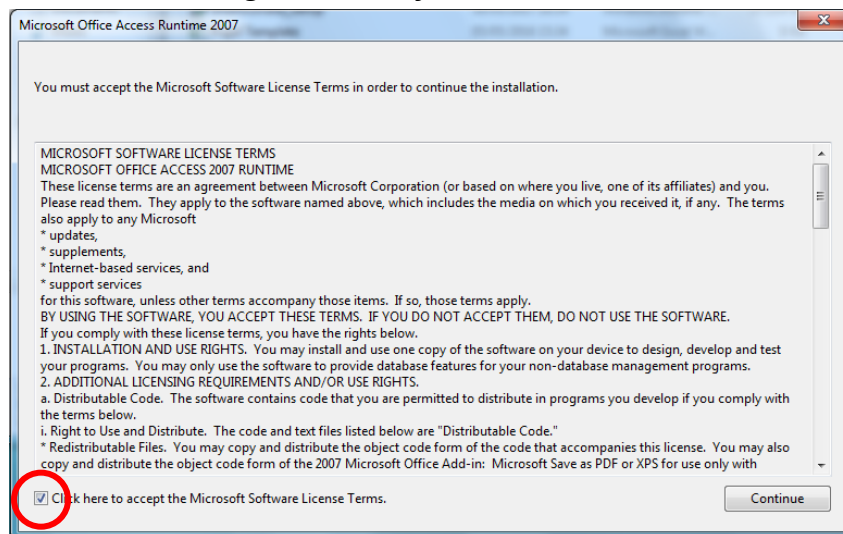 Microsoft Office Access Runtime 2007
You must accept the Microsoft Software License Terms in order to continue the installation.
MICROSOFT SOFTWARE LICENSE TERMS
MICROSOFT OFFICE ACCESS 2007 RUNTIME
These license terms are an agreement between Microsoft Corporation (or based on where you live, one of its affiliates) and you.
Please read them.  They apply to the software named above, which includes the media on which you received it, if any.  The terms
also apply to any Microsoft
* updates,
* supplements,
* Internet-based services, and
* support services
for this software, unless other terms accompany those items.  If so, those terms apply.
BY USING THE SOFTWARE, YOU ACCEPT THESE TERMS.  IF YOU DO NOT ACCEPT THEM, DO NOT USE THE SOFTWARE.
If you comply with these license terms, you have the rights below.
1. INSTALLATION AND USE RIGHTS.  You may install and use one copy of the software on your device to design, develop and test
your programs.  You may only use the software to provide database features for your non-database management programs.
2. ADDITIONAL LICENSING REQUIREMENTS AND/OR USE RIGHTS.
a. Distributable Code.  The software contains code that you are permitted to distribute in programs you develop if you comply with
the terms below.
i. Right to Use and Distribute.  The code and text files listed below are "Distributable Code."
* Redistributable Files.  You may copy and distribute the object code form of the code that accompanies this license.  You may also
copy and distribute the object code form of the 2007 Microsoft Office Add-in:  Microsoft Save as PDF or XPS for use only with
Click here to accept the Microsoft Software License Terms.
Continue